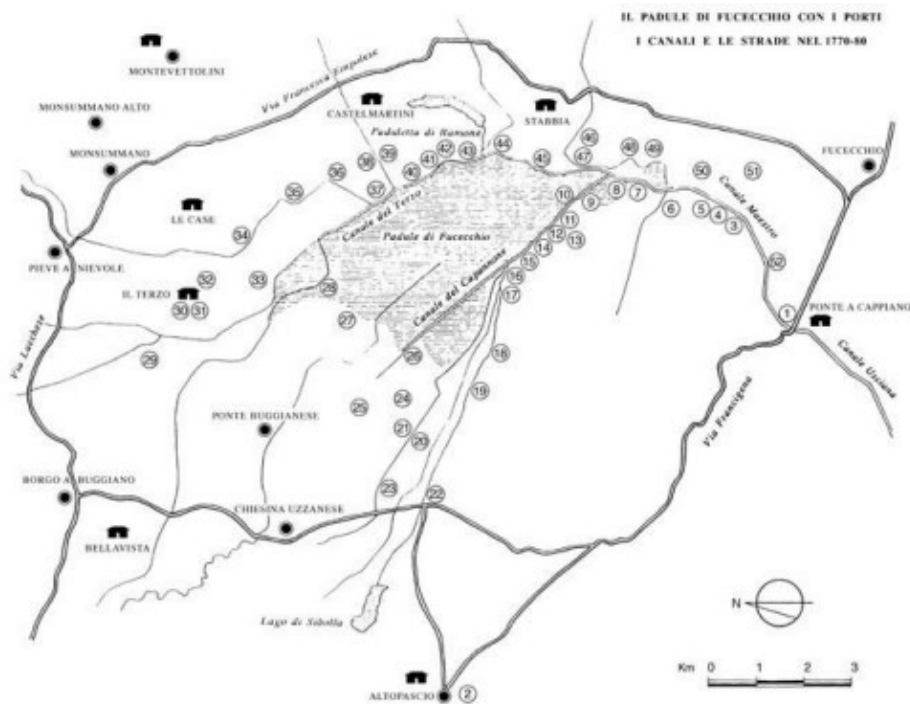 IL PADULE DI FUCECCHIO CON I PORTI
I CANALI E LE STRADE NEL 1770-80
MONTEVETTOLINI
Via Francesca Empolese
MONSUMMANO ALTO
CASTELMARTINI
STABBIA
Paduletta di Ramone
MONSUMMANO
FUCECCHIO
38 39 42 43 44 45 46 47 48 49
50 51
35 36 37 40 41
LE CASE
34
Canale del Terzo
Padule di Fucecchio
10 9 8 7 6 5 4 3
Canale Maestro
PIEVE A NIEVOLE
11 12 13 14 15 16 17
52
32 33
IL TERZO
30 31
28
27
Canale del Capannone
1
PONTE A CAPPIANO
Via Lucchese
29
26
18
19
Canale Usciana
25 24
21 20
PONTE BUGGIANESE
Via Francigena
BORGO A BUGGIANO
23 22
CHIESINA UZZANESE
BELLAVISTA
Lago di Sibolla
N
Km 0 1 2 3
ALTOPASCIO 2